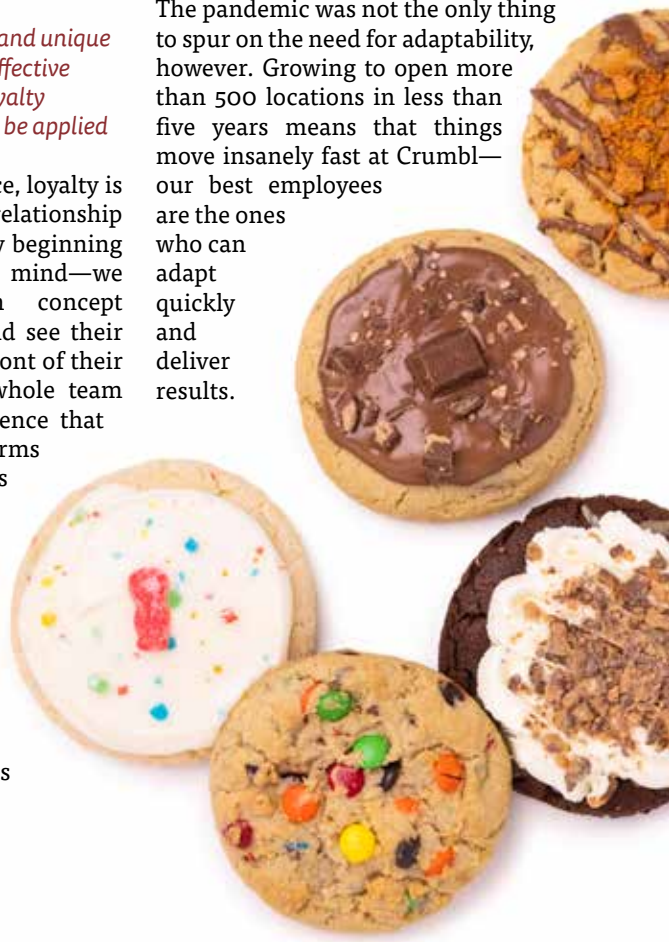 and unique
ffective
yalty
be applied
ce, loyalty is
relationship
y beginning
mind—we
n concept
d see their
ont of their
whole team
ence that
rms
s
s
The pandemic was not the only thing
to spur on the need for adaptability,
however. Growing to open more
than 500 locations in less than
five years means that things
move insanely fast at Crumbl—
our best employees
are the ones
who can
adapt
quickly
and
deliver
results.